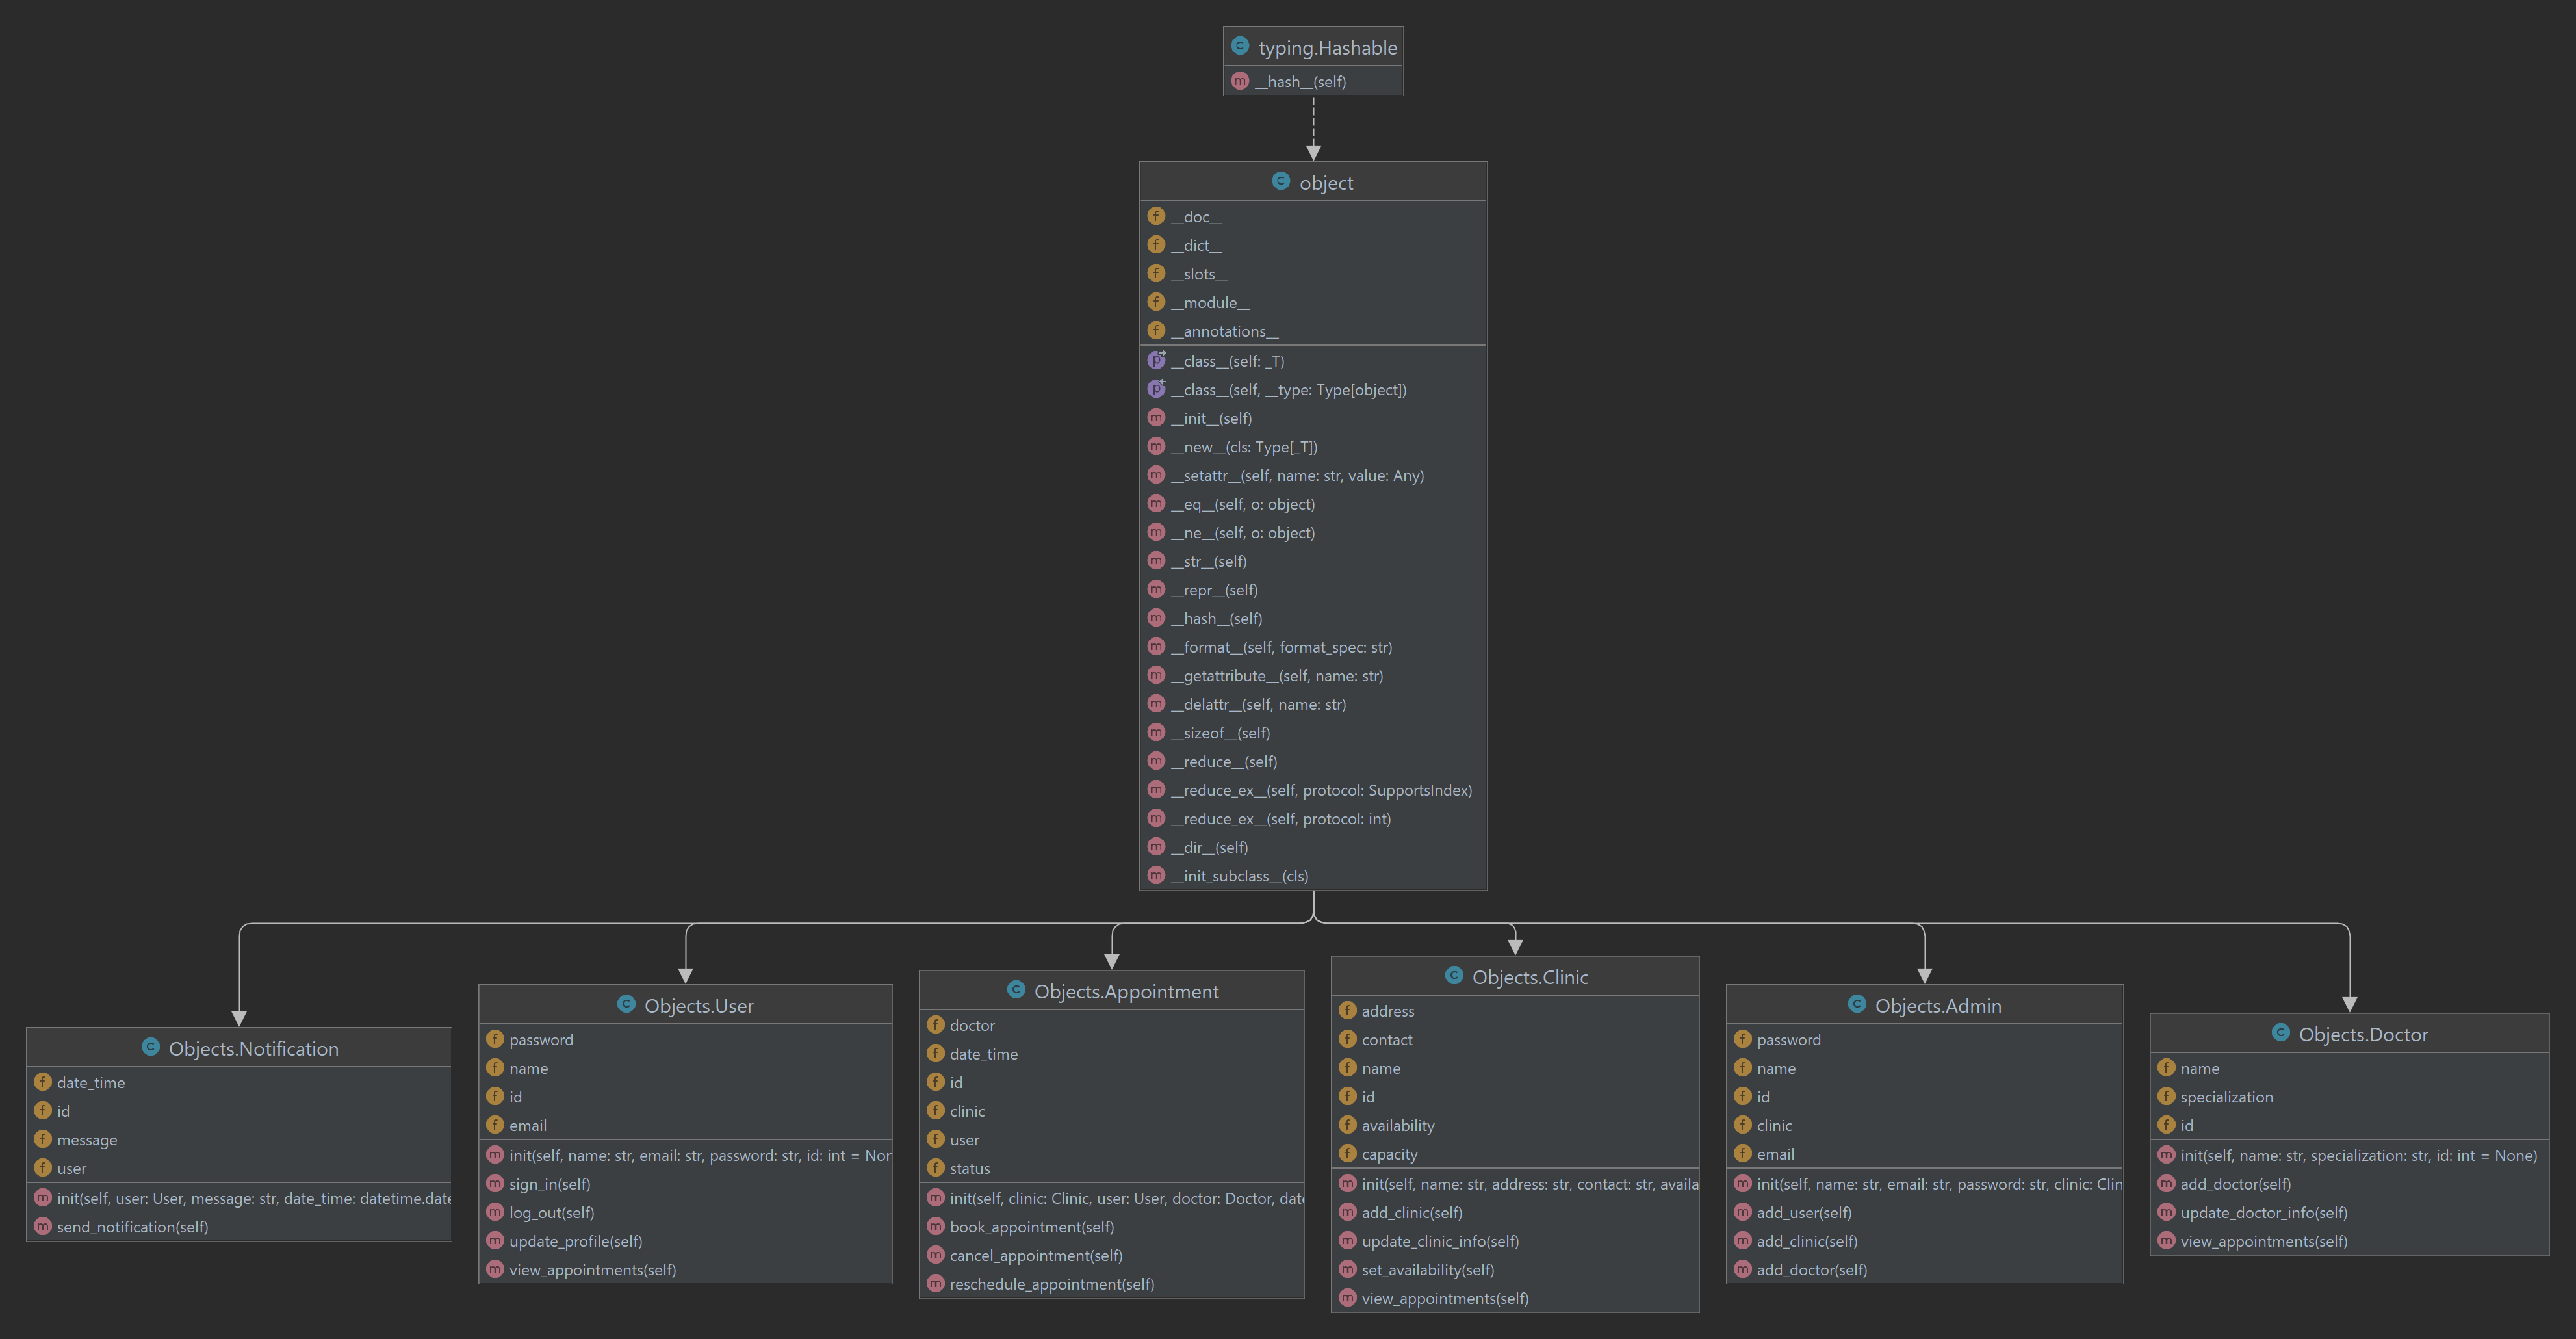 typing.Hashable
__hash__(self)
object
__doc__
__dict__
__slots__
__module__
__annotations__
__class__(self: _T)
__class__(self, __type: Type[object])
__init__(self)
__new__(cls: Type[_T])
__setattr__(self, name: str, value: Any)
__eq__(self, o: object)
__ne__(self, o: object)
__str__(self)
__repr__(self)
__hash__(self)
__format__(self, format_spec: str)
__getattribute__(self, name: str)
__delattr__(self, name: str)
__sizeof__(self)
__reduce__(self)
__reduce_ex__(self, protocol: SupportsIndex)
__reduce_ex__(self, protocol: int)
__dir__(self)
__init_subclass__(cls)
Objects.Notification
date_time
id
message
user
init(self, user: User, message: str, date_time: datetime.date
send_notification(self)
Objects.User
password
name
id
email
init(self, name: str, email: str, password: str, id: int = Nor
sign_in(self)
log_out(self)
update_profile(self)
view_appointments(self)
Objects.Appointment
doctor
date_time
id
clinic
user
status
init(self, clinic: Clinic, user: User, doctor: Doctor, date
book_appointment(self)
cancel_appointment(self)
reschedule_appointment(self)
Objects.Clinic
address
contact
name
id
availability
capacity
init(self, name: str, address: str, contact: str, availa
add_clinic(self)
update_clinic_info(self)
set_availability(self)
view_appointments(self)
Objects.Admin
password
name
id
clinic
email
init(self, name: str, email: str, password: str, clinic: Clin
add_user(self)
add_clinic(self)
add_doctor(self)
Objects.Doctor
name
specialization
id
init(self, name: str, specialization: str, id: int = None)
add_doctor(self)
update_doctor_info(self)
view_appointments(self)